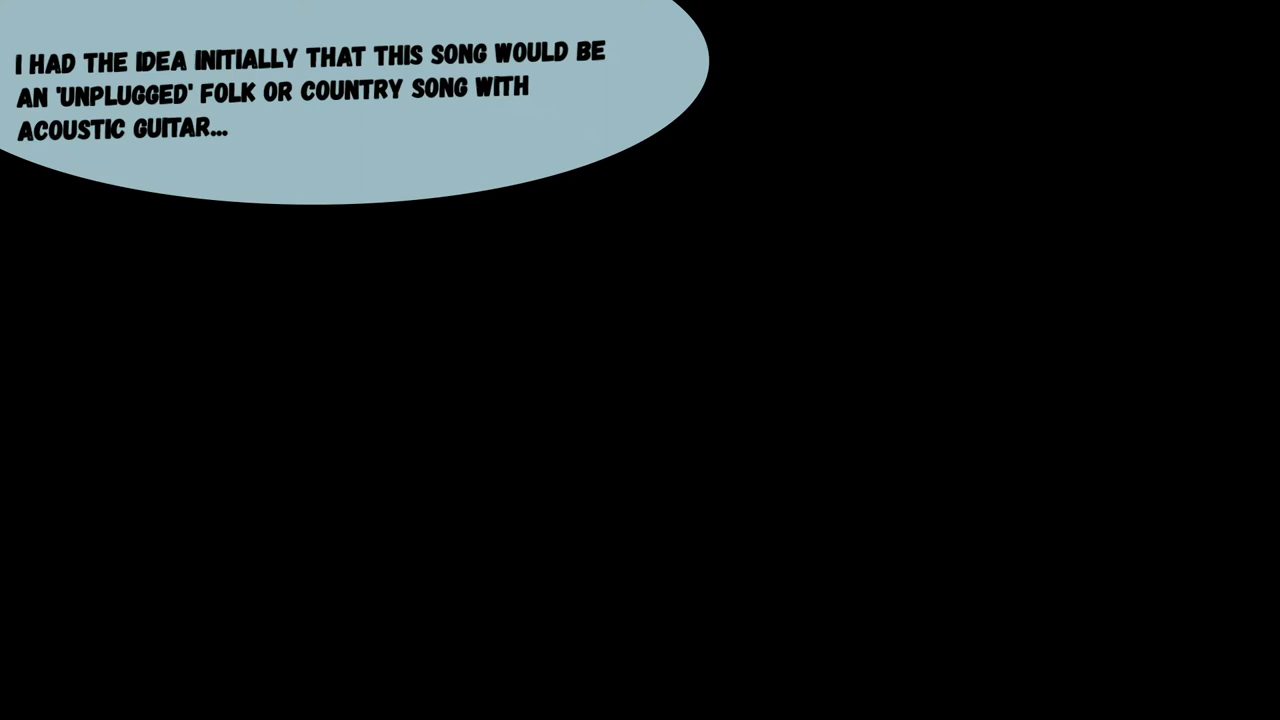 I HAD THE IDEA INITIALLY THAT THIS SONG WOULD BE
AN 'UNPLUGGED' FOLK OR COUNTRY SONG WITH
ACOUSTIC GUITAR...